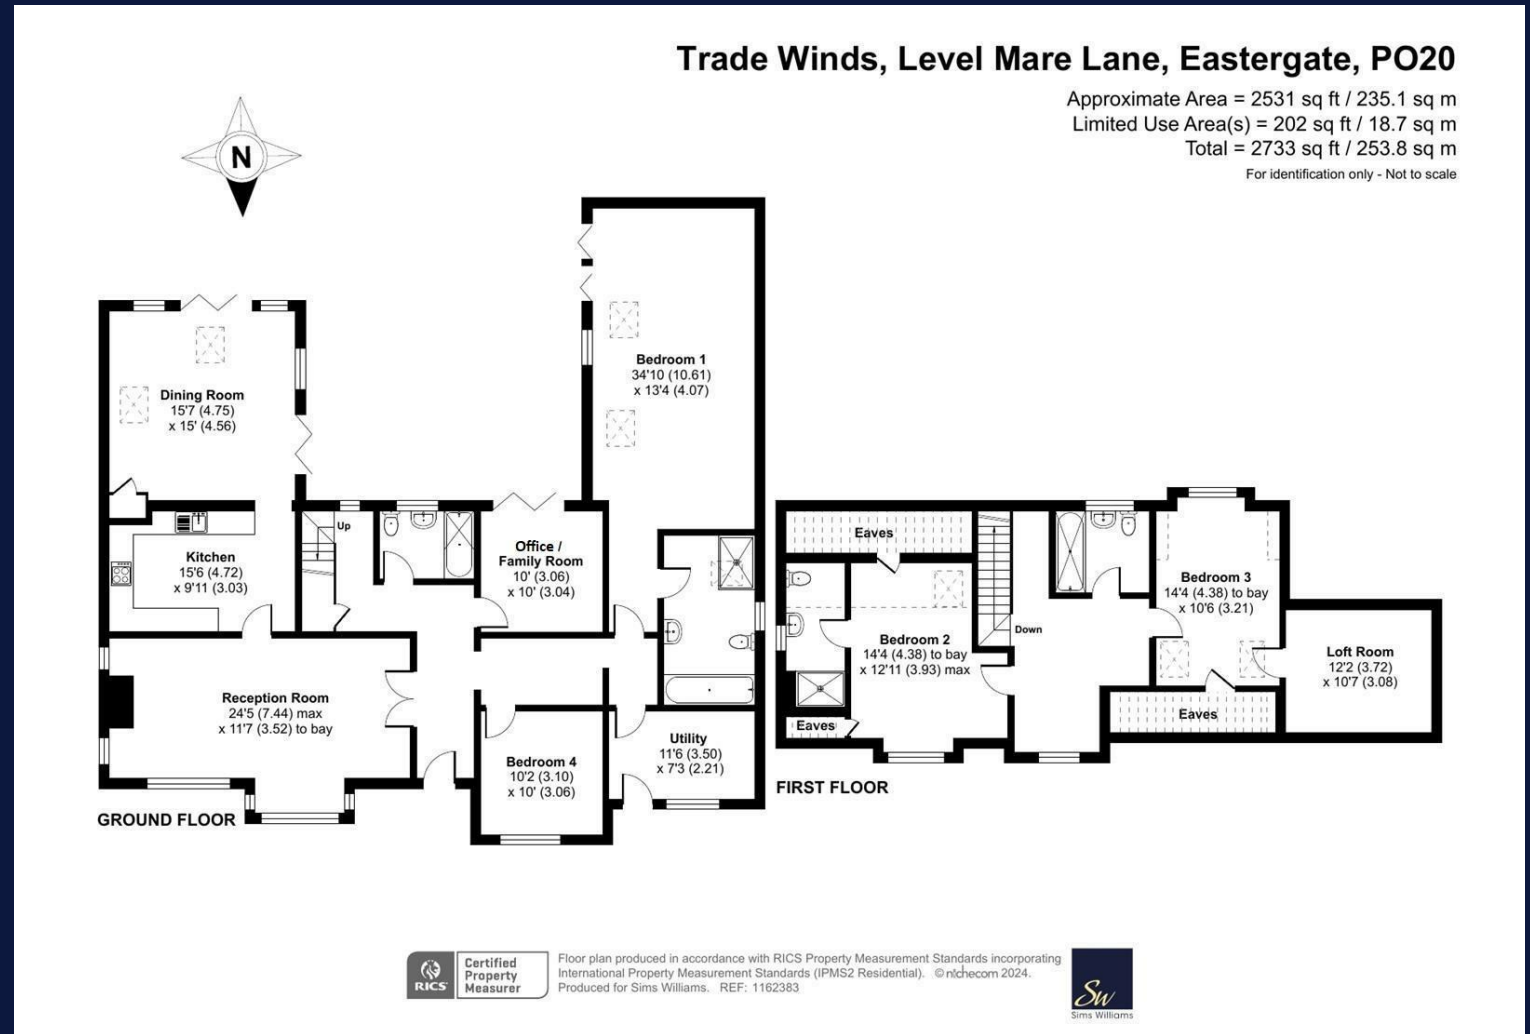 Trade Winds, Level Mare Lane, Eastergate, PO20
Approximate Area = 2531 sq ft / 235.1 sq m
Limited Use Area(s) = 202 sq ft / 18.7 sq m
Total = 2733 sq ft / 253.8 sq m
For identification only - Not to scale
N
Dining Room
15'7 (4.75)
x 15' (4.56)
Bedroom 1
34'10 (10.61)
x 13'4 (4.07)
Kitchen
15'6 (4.72)
x 9'11 (3.03)
Up
Office /
Family Room
10' (3.06)
x 10' (3.04)
Reception Room
24'5 (7.44) max
x 11'7 (3.52) to bay
Bedroom 4
10'2 (3.10)
x 10' (3.06)
Utility
11'6 (3.50)
x 7'3 (2.21)
GROUND FLOOR
Eaves
Bedroom 2
14'4 (4.38) to bay
x 12'11 (3.93) max
Down
Bedroom 3
14'4 (4.38) to bay
x 10'6 (3.21)
Loft Room
12'2 (3.72)
x 10'7 (3.08)
Eaves
Eaves
FIRST FLOOR
RICS
Certified
Property
Measurer
Floor plan produced in accordance with RICS Property Measurement Standards incorporating
International Property Measurement Standards (IPMS2 Residential). © nichecom 2024.
Produced for Sims Williams. REF: 1162383
Sw
Sims Williams